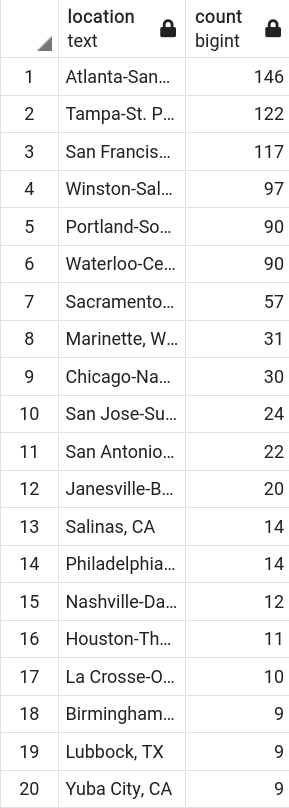 location count
text bigint
1 Atlanta-San... 146
2 Tampa-St. P... 122
3 San Francis... 117
4 Winston-Sal... 97
5 Portland-So... 90
6 Waterloo-Ce... 90
7 Sacramento... 57
8 Marinette, W... 31
9 Chicago-Na... 30
10 San Jose-Su... 24
11 San Antonio... 22
12 Janesville-B... 20
13 Salinas, CA 14
14 Philadelphia... 14
15 Nashville-Da... 12
16 Houston-Th... 11
17 La Crosse-O... 10
18 Birmingham... 9
19 Lubbock, TX 9
20 Yuba City, CA 9